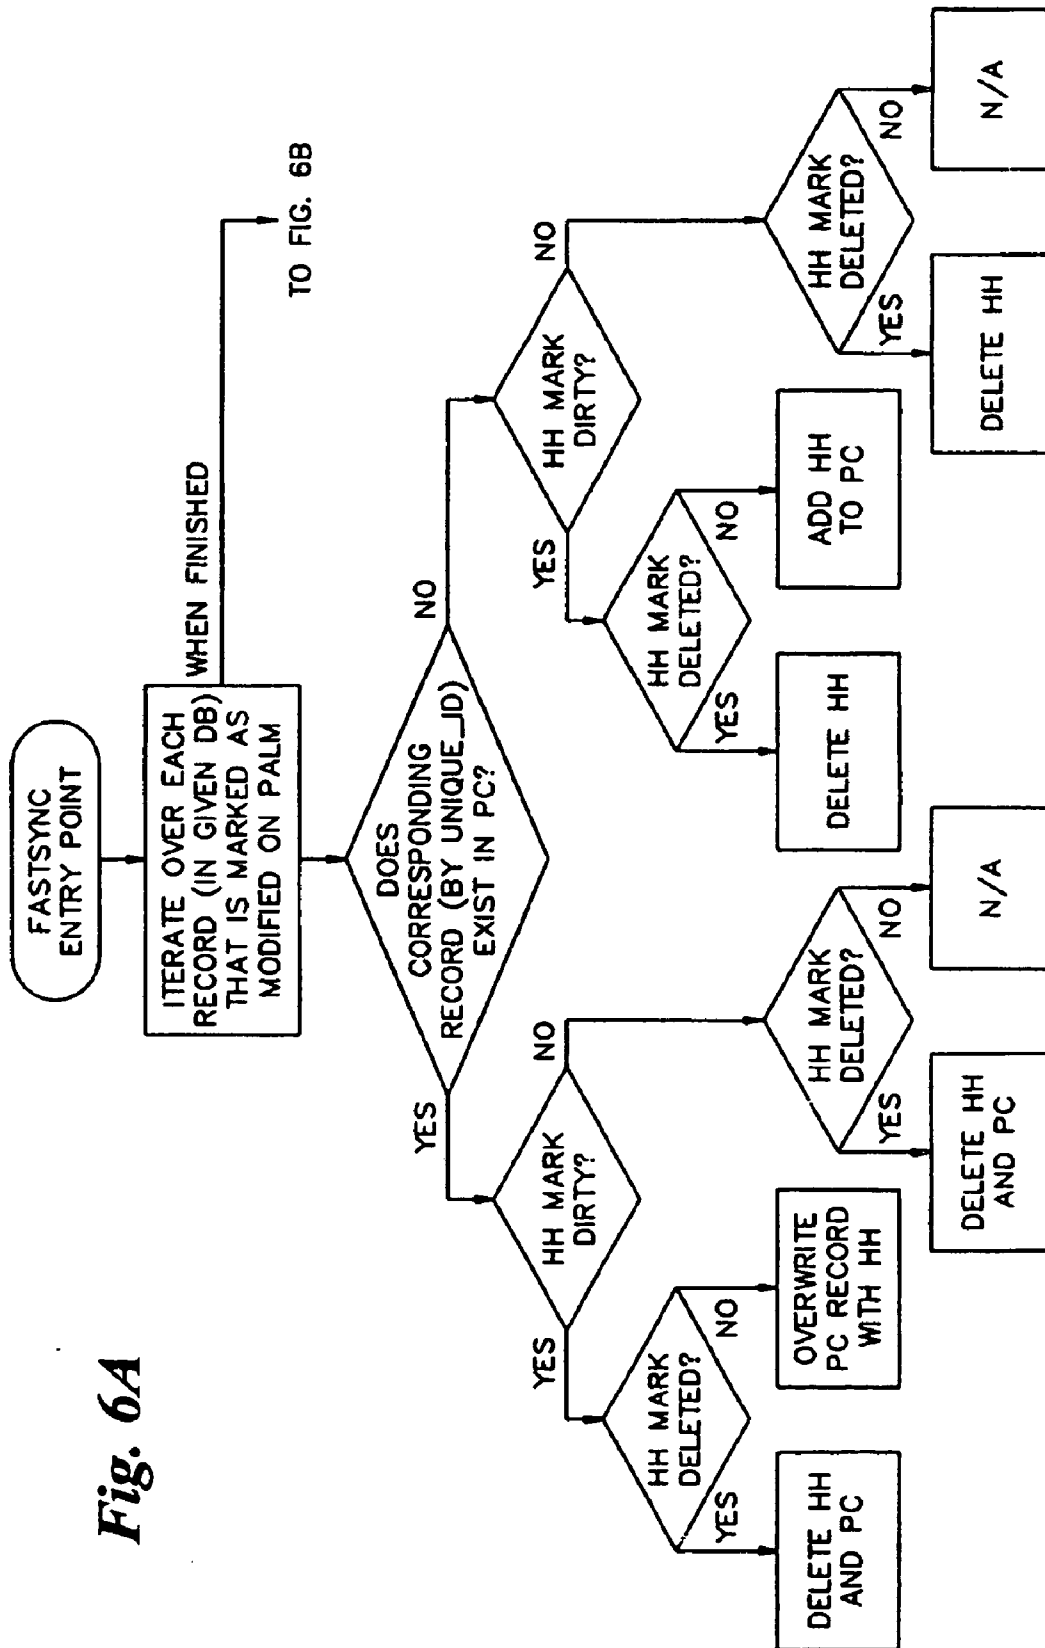 Fig. 6A
FASTSYNC
ENTRY POINT
ITERATE OVER EACH
RECORD (IN GIVEN DB)
THAT IS MARKED AS
MODIFIED ON PALM
WHEN FINISHED
TO FIG. 6B
DOES
CORRESPONDING
RECORD (BY UNIQUE_ID)
EXIST IN PC?
YES
NO
HH MARK
DIRTY?
YES
NO
HH MARK
DIRTY?
YES
NO
HH MARK
DELETED?
YES
NO
HH MARK
DELETED?
YES
NO
HH MARK
DELETED?
YES
NO
HH MARK
DELETED?
YES
NO
DELETE HH
AND PC
OVERWRITE
PC RECORD
WITH HH
DELETE HH
AND PC
N/A
DELETE HH
ADD HH
TO PC
DELETE HH
N/A